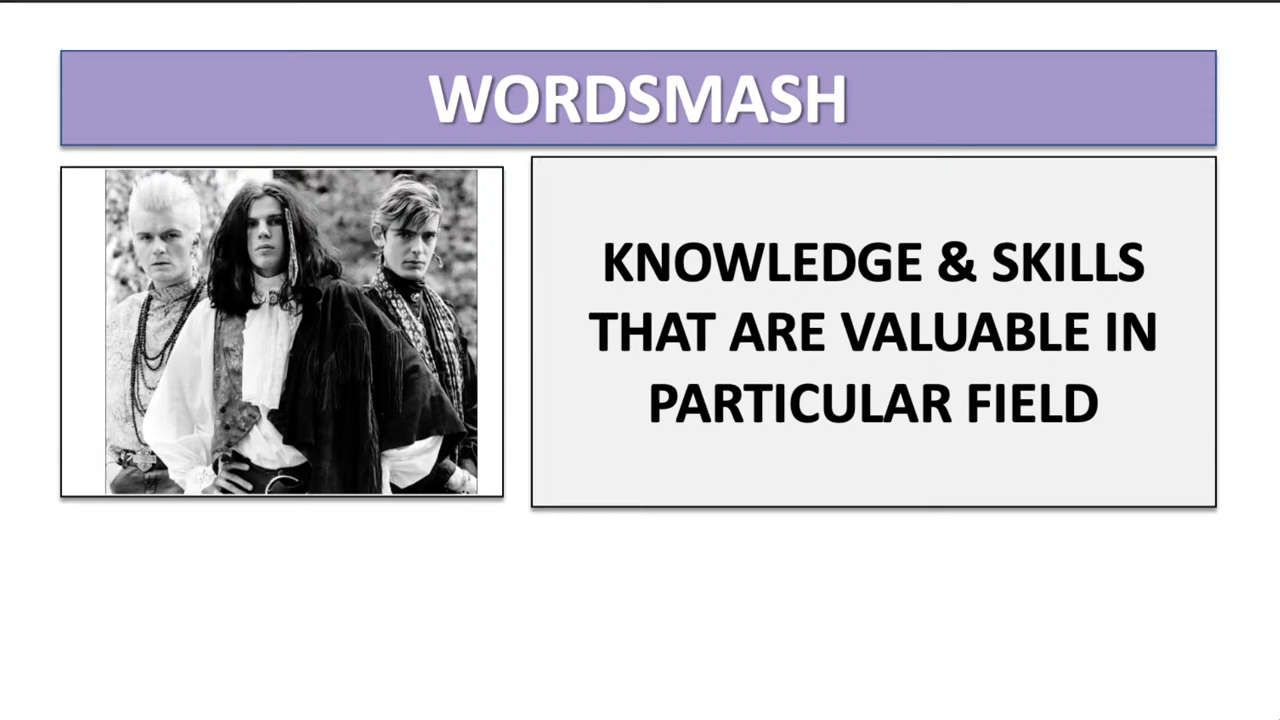 WORDSMASH
KNOWLEDGE & SKILLS
THAT ARE VALUABLE IN
PARTICULAR FIELD